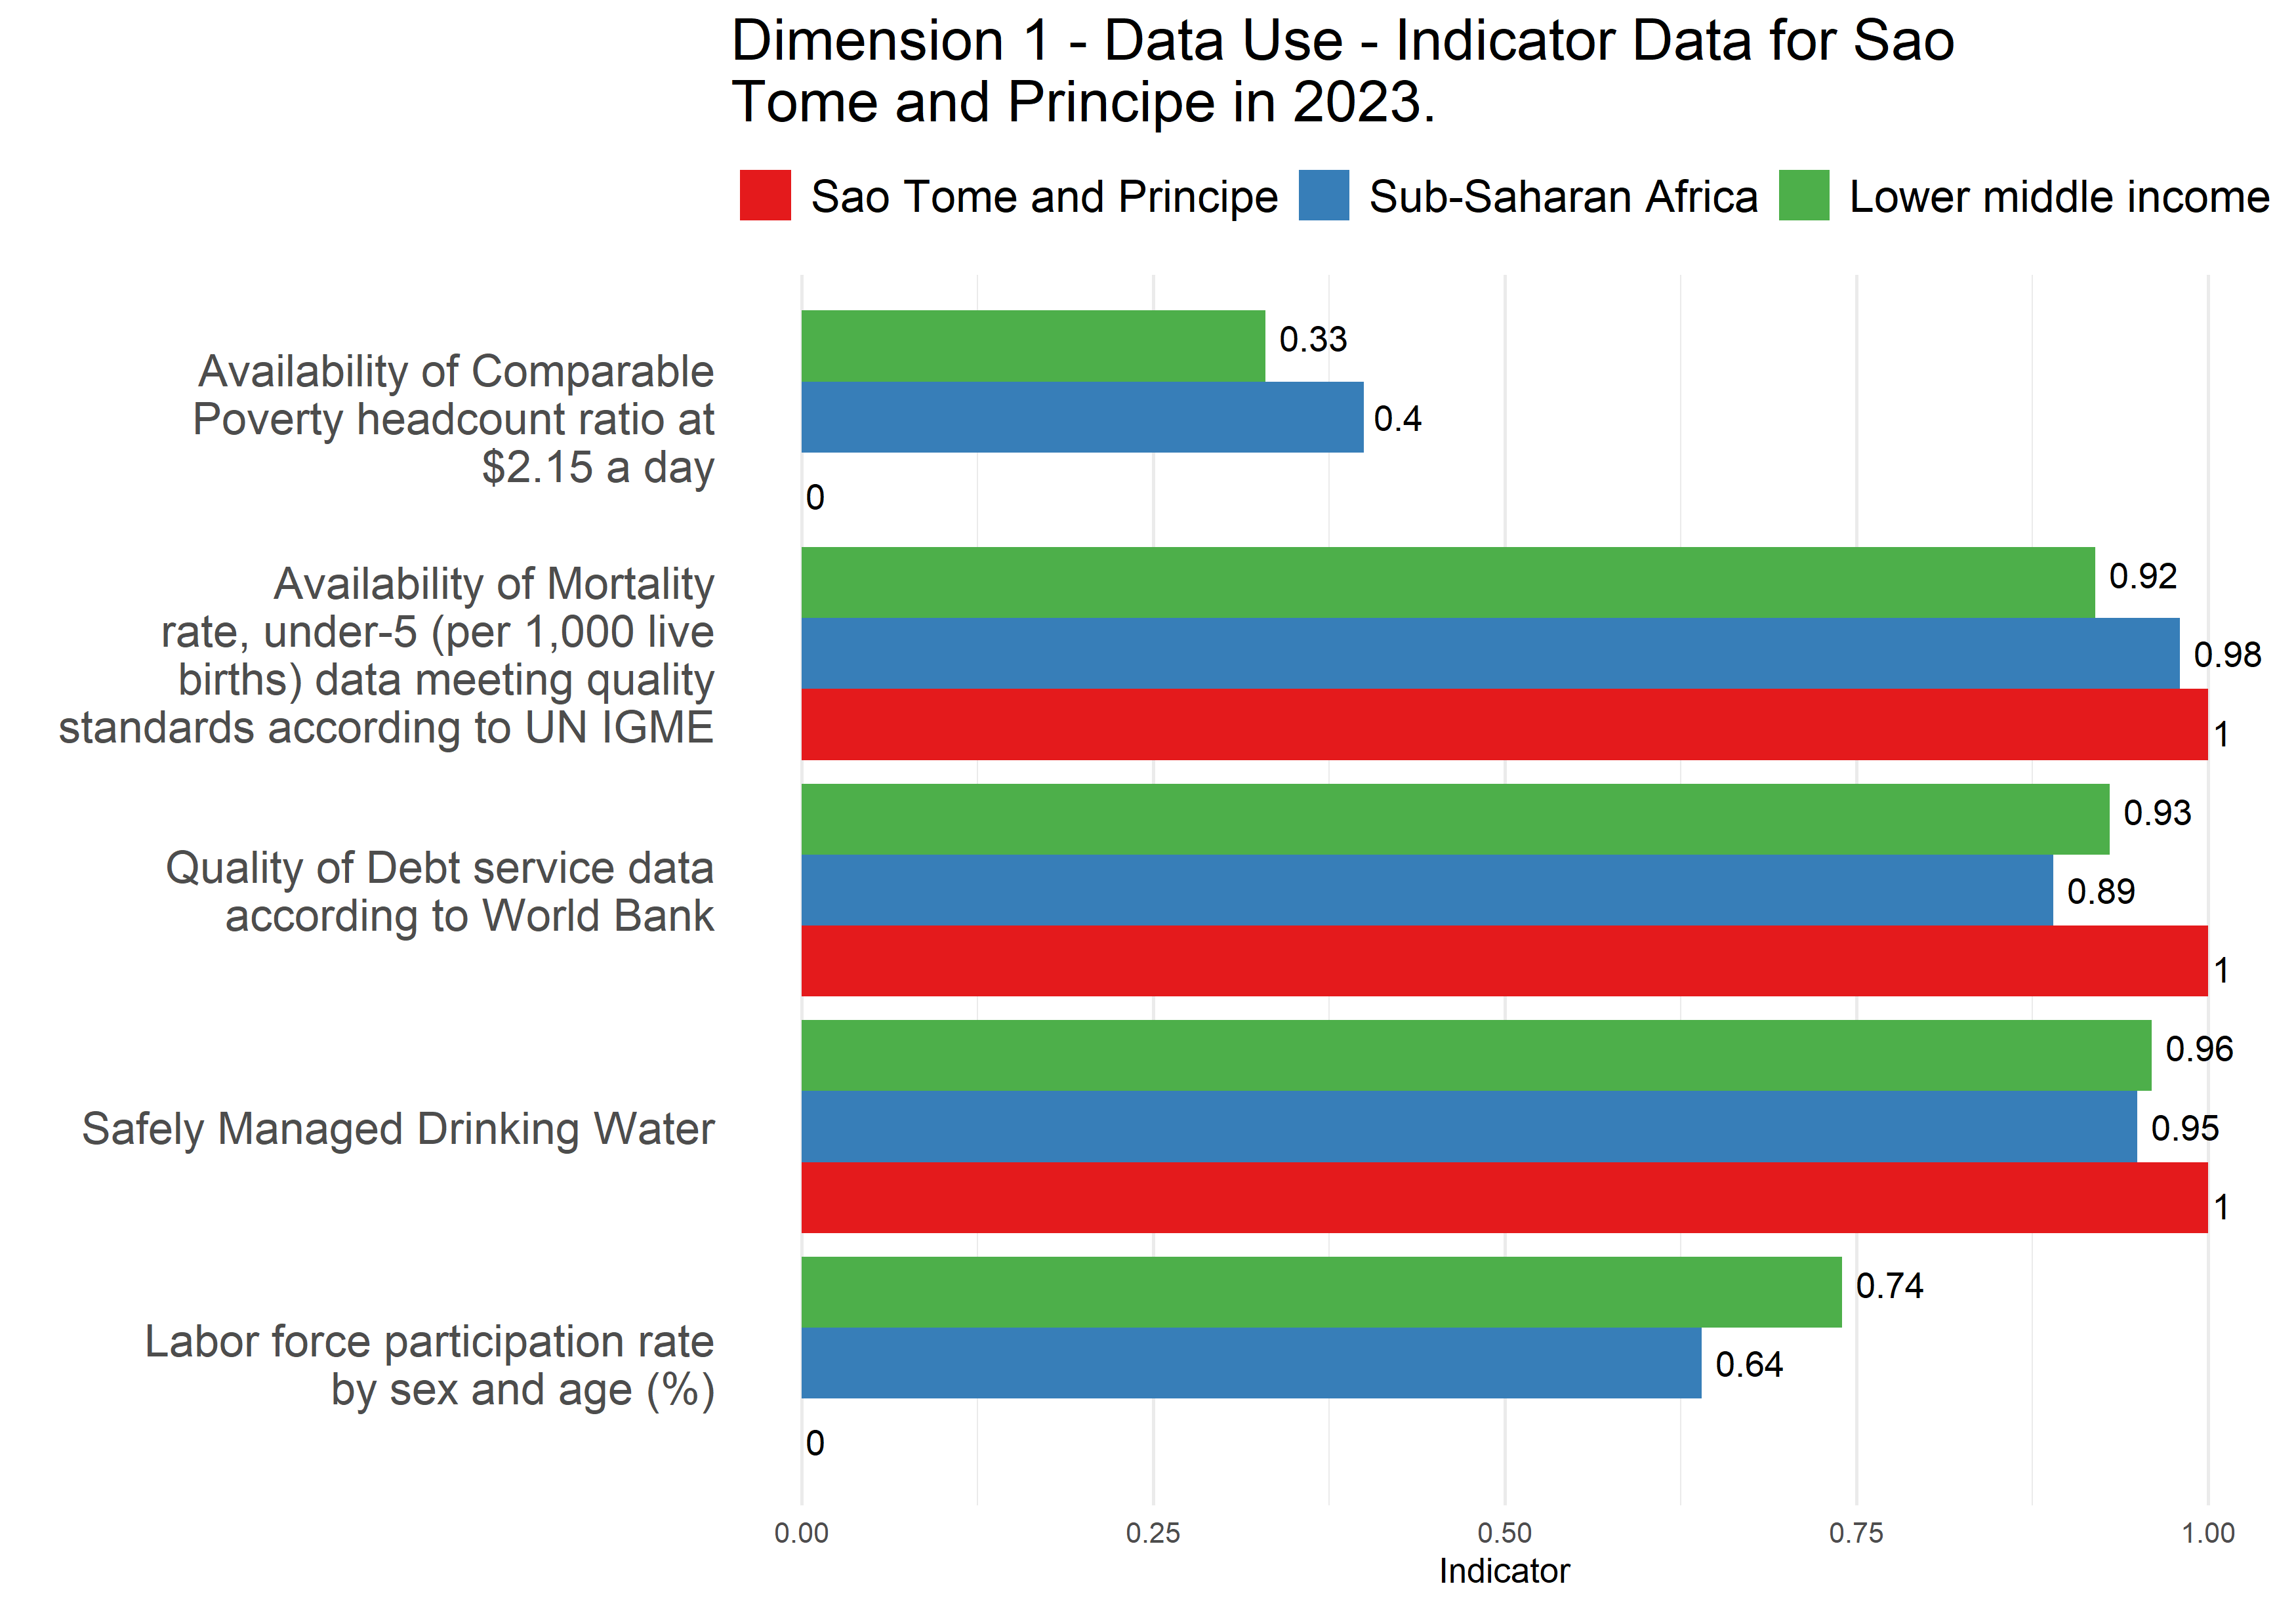 Dimension 1 - Data Use - Indicator Data for Sao
Tome and Principe in 2023.
Sao Tome and Principe
Sub-Saharan Africa
Lower middle income
Availability of Comparable
Poverty headcount ratio at
$2.15 a day
0.33
0.4
0
Availability of Mortality
rate, under-5 (per 1,000 live
births) data meeting quality
standards according to UN IGME
0.92
0.98
1
Quality of Debt service data
according to World Bank
0.93
0.89
1
Safely Managed Drinking Water
0.96
0.95
1
Labor force participation rate
by sex and age (%)
0.74
0.64
0
0.00
0.25
0.50
0.75
1.00
Indicator